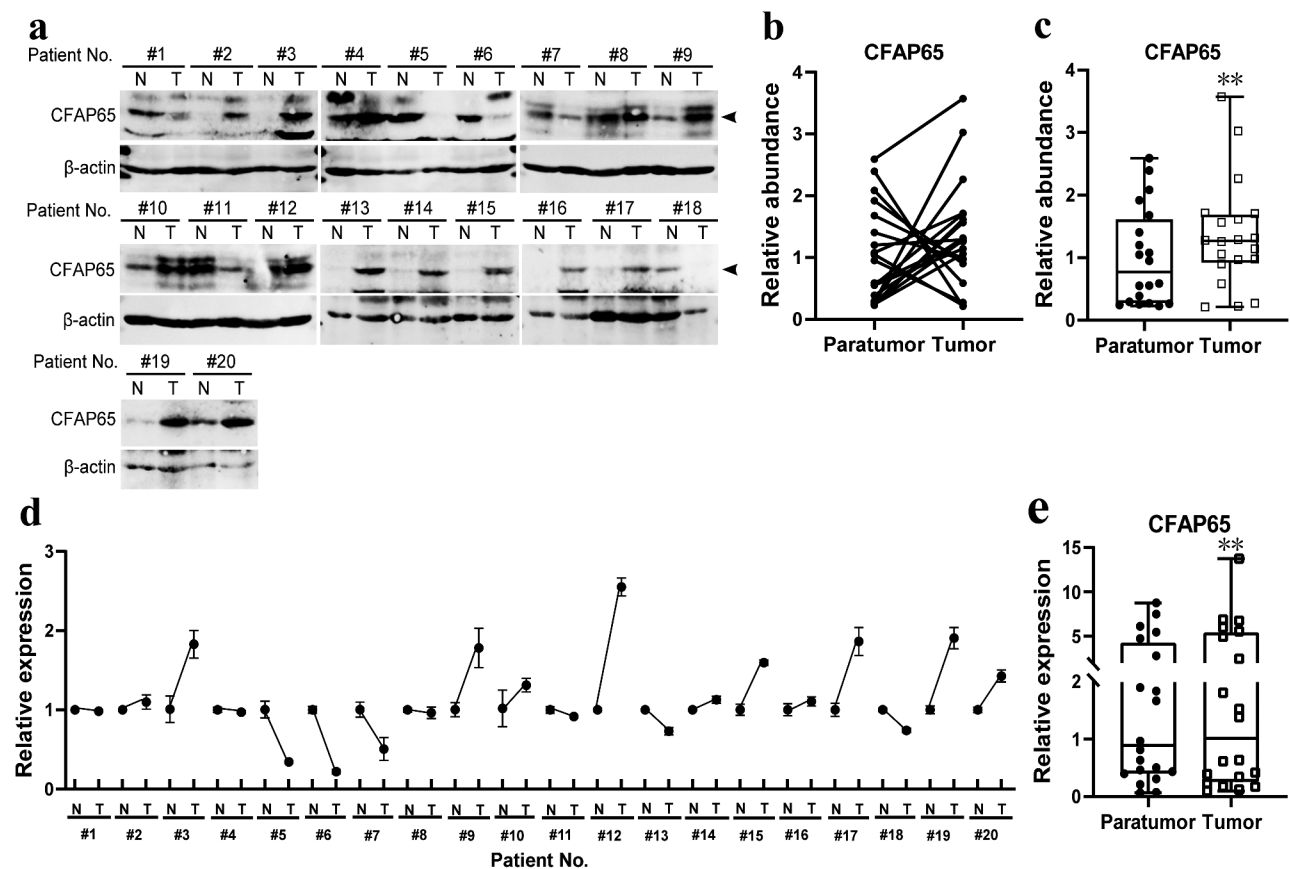 a
Patient No. #1 #2 #3 #4 #5 #6 #7 #8 #9
N T N T N T N T N T N T N T N T N T
CFAP65
β-actin
Patient No. #10 #11 #12 #13 #14 #15 #16 #17 #18
N T N T N T N T N T N T N T N T N T
CFAP65
β-actin
Patient No. #19 #20
N T N T
CFAP65
β-actin
b
CFAP65
Relative abundance
4
3
2
1
0
Paratumor Tumor
c
CFAP65
**
Relative abundance
4
3
2
1
0
Paratumor Tumor
d
Relative expression
3
2
1
0
N T N T N T N T N T N T N T N T N T N T N T N T N T N T N T N T N T N T N T N T
#1 #2 #3 #4 #5 #6 #7 #8 #9 #10 #11 #12 #13 #14 #15 #16 #17 #18 #19 #20
Patient No.
e
CFAP65
**
Relative expression
15
10
5
2
1
0
Paratumor Tumor